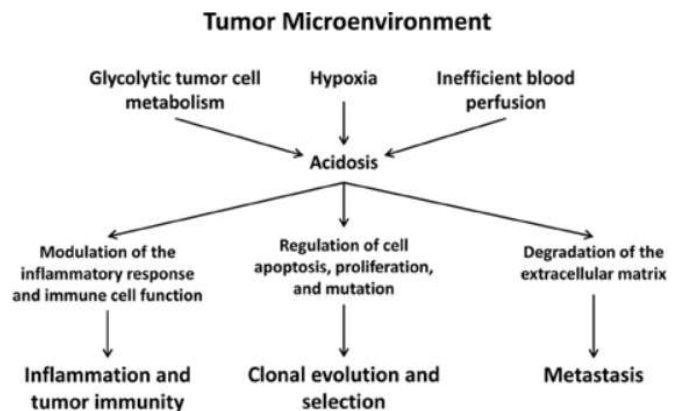 Tumor Microenvironment
Glycolytic tumor cell
metabolism
Hypoxia
Inefficient blood
perfusion
Acidosis
Modulation of the
inflammatory response
and immune cell function
Regulation of cell
apoptosis, proliferation,
and mutation
Degradation of the
extracellular matrix
Inflammation and
tumor immunity
Clonal evolution and
selection
Metastasis